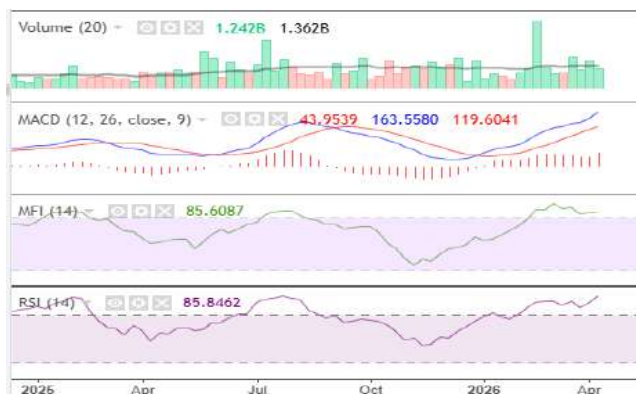 Volume (20) 1.242B 1.362B
MACD (12, 26, close, 9) 43.9539 163.5580 119.6041
MFI (14) 85.6087
RSI (14) 85.8462
2025 Apr Jul Oct 2026 Apr